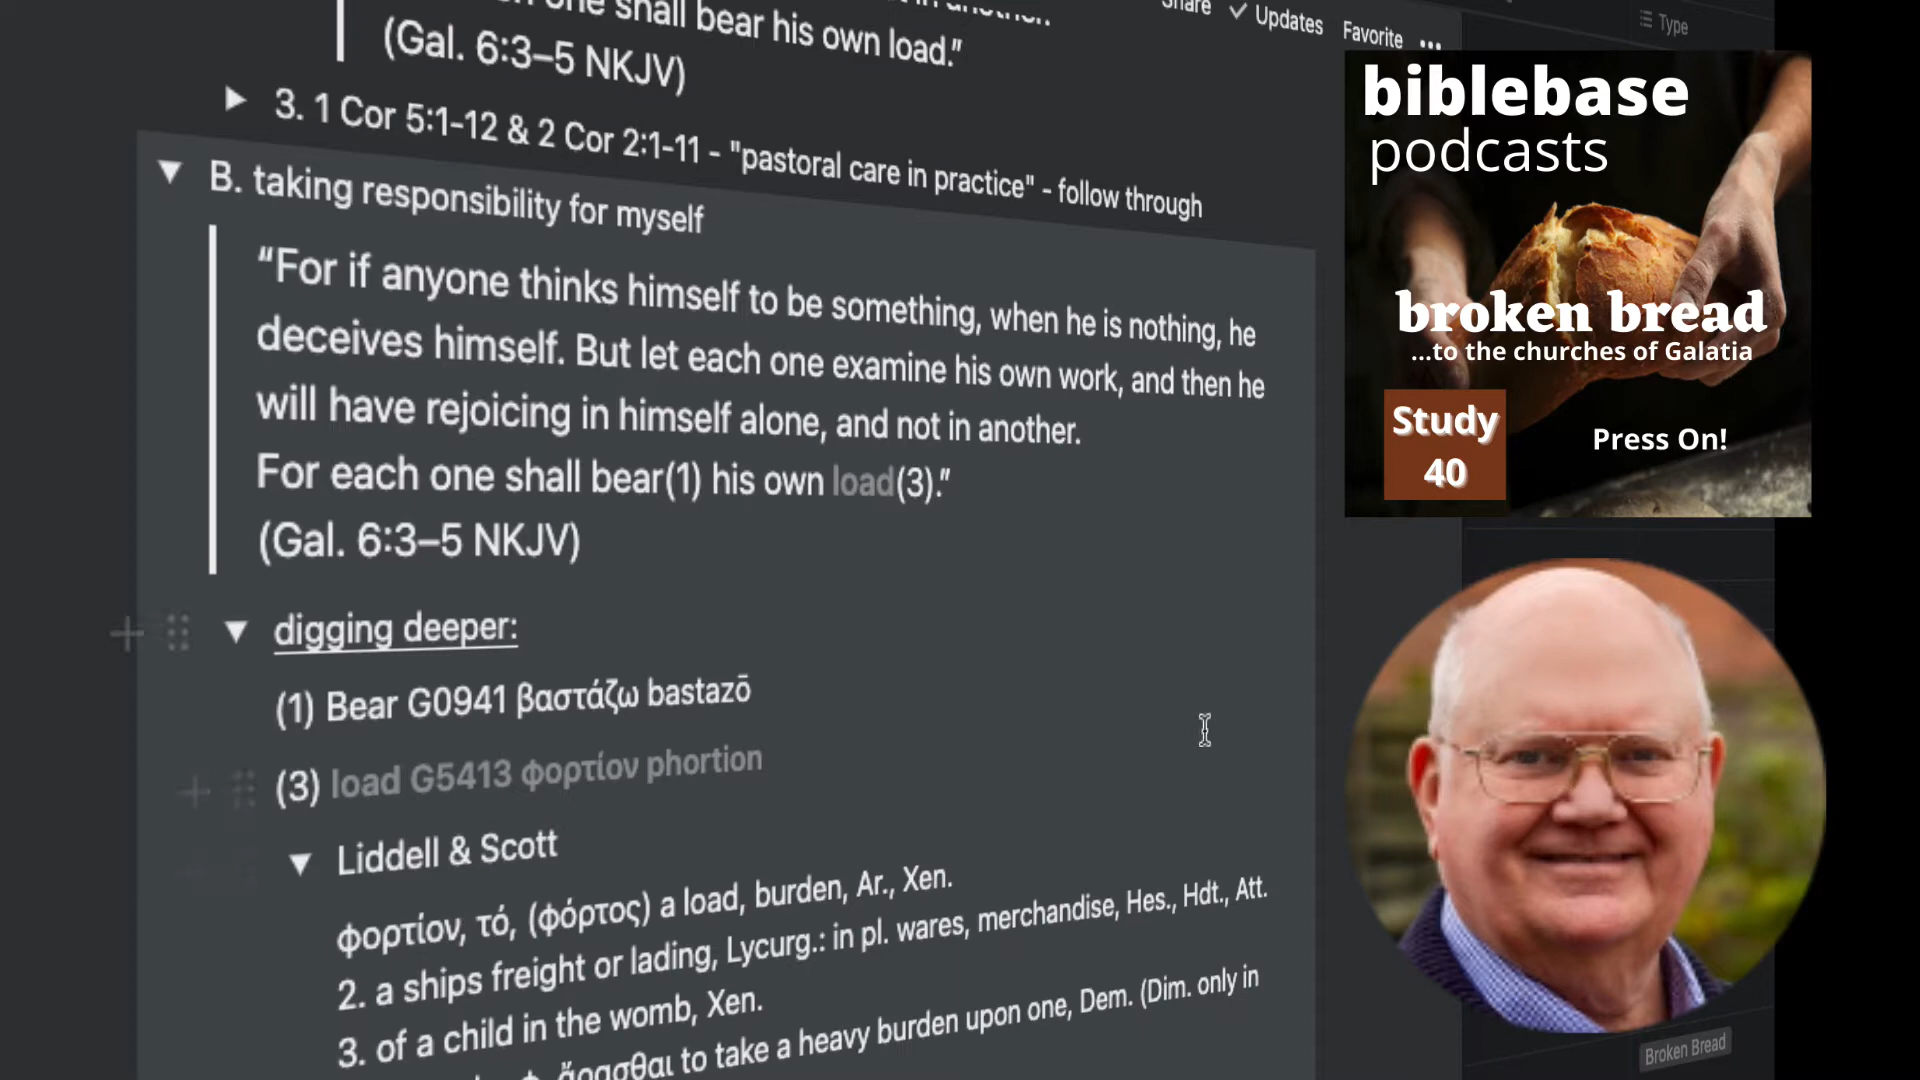 one shall bear his own load.”
(Gal. 6:3–5 NKJV)
3. 1 Cor 5:1-12 & 2 Cor 2:1-11 - "pastoral care in practice" - follow through
B. taking responsibility for myself
“For if anyone thinks himself to be something, when he is nothing, he
deceives himself. But let each one examine his own work, and then he
will have rejoicing in himself alone, and not in another.
For each one shall bear(1) his own load(3).”
(Gal. 6:3–5 NKJV)
digging deeper:
(1) Bear G0941 βαστάζω bastazō
(3) load G5413 φορτίον phortion
Liddell & Scott
φορτίον, τό, (φόρτος) a load, burden, Ar., Xen.
2. a ships freight or lading, Lycurg.: in pl. wares, merchandise, Hes., Hdt., Att.
3. of a child in the womb, Xen.
ἄρασθαι to take a heavy burden upon one, Dem. (Dim. only in
Share ✓ Updates Favorite •••
Type
biblebase
podcasts
broken bread
...to the churches of Galatia
Study
40
Press On!
Broken Bread